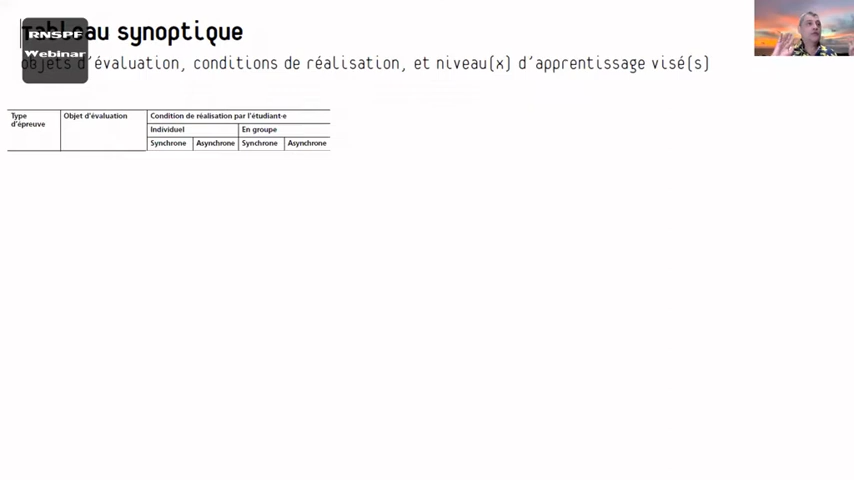 Tableau synoptique
RNSPF
Webinar
objets d'évaluation, conditions de réalisation, et niveau(x) d'apprentissage visé(s)
Type d'épreuve
Objet d'évaluation
Condition de réalisation par l'étudiant·e
Individuel
En groupe
Synchrone
Asynchrone
Synchrone
Asynchrone